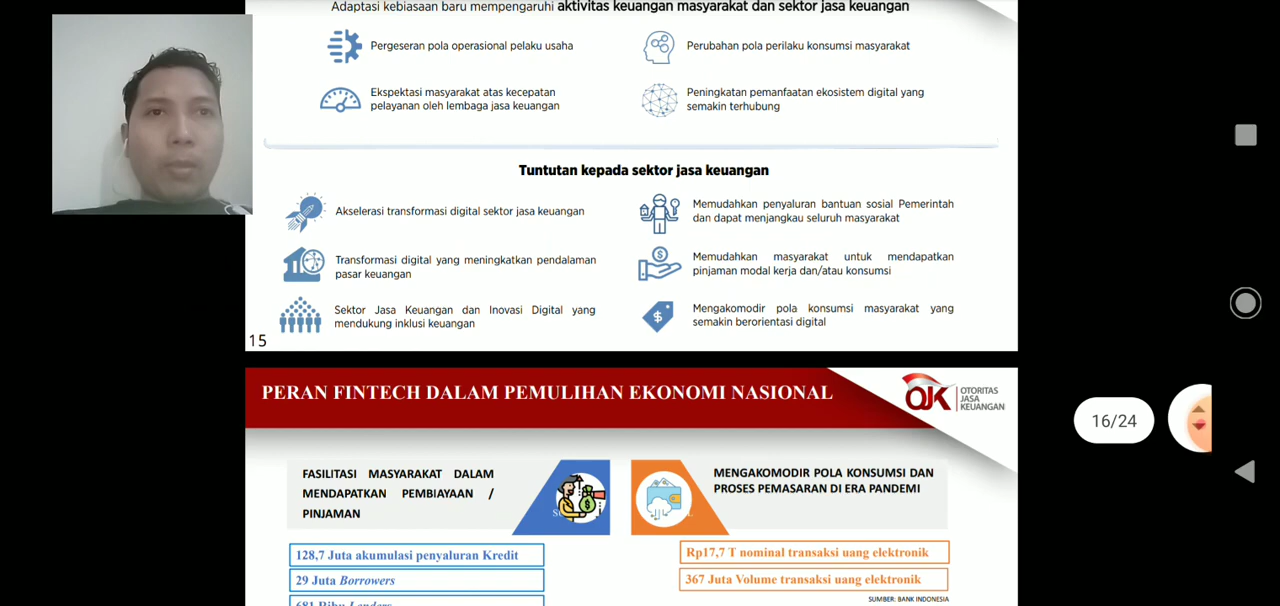 Adaptasi kebiasaan baru mempengaruhi aktivitas keuangan masyarakat dan sektor jasa keuangan
Pergeseran pola operasional pelaku usaha
Perubahan pola perilaku konsumsi masyarakat
Ekspektasi masyarakat atas kecepatan
pelayanan oleh lembaga jasa keuangan
Peningkatan pemanfaatan ekosistem digital yang
semakin terhubung
Tuntutan kepada sektor jasa keuangan
Akselerasi transformasi digital sektor jasa keuangan
Memudahkan penyaluran bantuan sosial Pemerintah
dan dapat menjangkau seluruh masyarakat
Transformasi digital yang meningkatkan pendalaman
pasar keuangan
Memudahkan masyarakat untuk mendapatkan
pinjaman modal kerja dan/atau konsumsi
Sektor Jasa Keuangan dan Inovasi Digital yang
mendukung inklusi keuangan
Mengakomodir pola konsumsi masyarakat yang
semakin berorientasi digital
15
PERAN FINTECH DALAM PEMULIHAN EKONOMI NASIONAL
OJK
OTORITAS
JASA
KEUANGAN
16/24
FASILITASI MASYARAKAT DALAM
MENDAPATKAN PEMBIAYAAN /
PINJAMAN
MENGAKOMODIR POLA KONSUMSI DAN
PROSES PEMASARAN DI ERA PANDEMI
128,7 Juta akumulasi penyaluran Kredit
29 Juta Borrowers
681 Ribu Lenders
Rp17,7 T nominal transaksi uang elektronik
367 Juta Volume transaksi uang elektronik
SUMBER: BANK INDONESIA